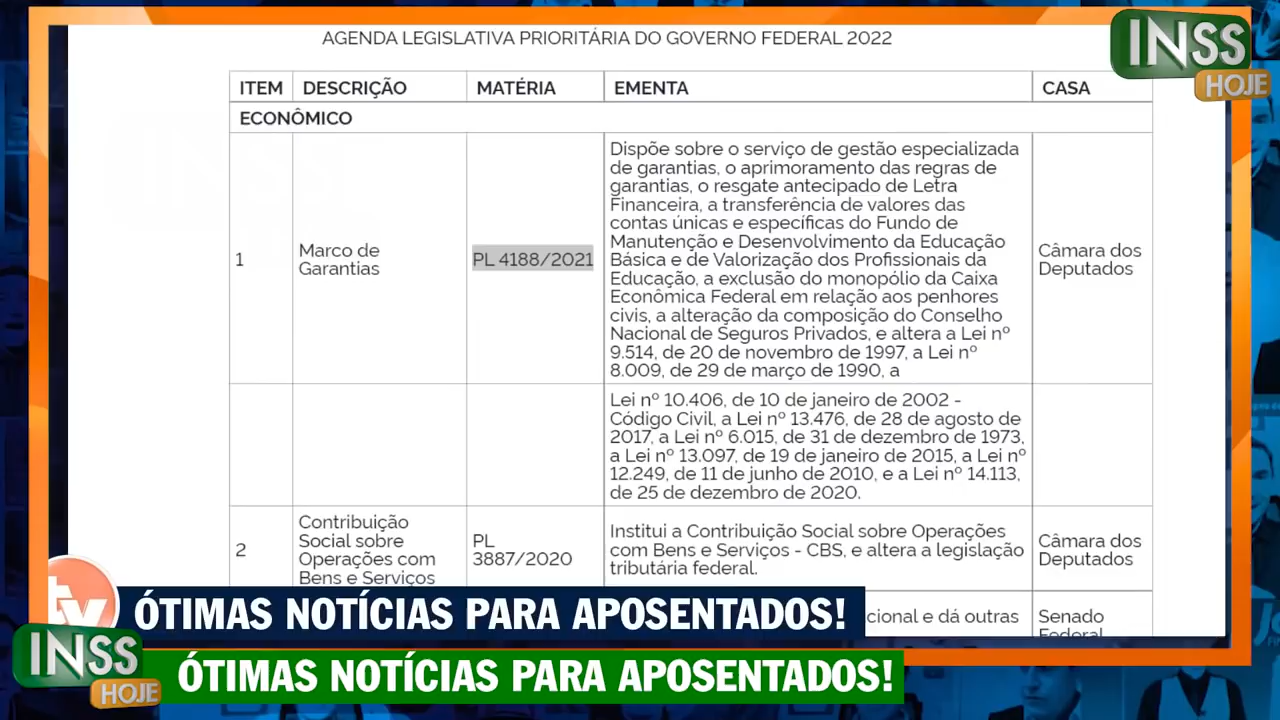 AGENDA LEGISLATIVA PRIORITÁRIA DO GOVERNO FEDERAL 2022
INSS
HOJE
ITEM DESCRIÇÃO MATÉRIA EMENTA CASA
ECONÔMICO
1
Marco de
Garantias
PL 4188/2021
Dispõe sobre o serviço de gestão especializada
de garantias, o aprimoramento das regras de
garantias, o resgate antecipado de Letra
Financeira, a transferência de valores das
contas únicas e específicas do Fundo de
Manutenção e Desenvolvimento da Educação
Básica e de Valorização dos Profissionais da
Educação, a exclusão do monopólio da Caixa
Econômica Federal em relação aos penhores
civis, a alteração da composição do Conselho
Nacional de Seguros Privados, e altera a Lei nº
9.514, de 20 de novembro de 1997, a Lei nº
8.009, de 29 de março de 1990, a
Câmara dos
Deputados
Lei nº 10.406, de 10 de janeiro de 2002 -
Código Civil, a Lei nº 13.476, de 28 de agosto de
2017, a Lei nº 6.015, de 31 de dezembro de 1973,
a Lei nº 13.097, de 19 de janeiro de 2015, a Lei nº
12.249, de 11 de junho de 2010, e a Lei nº 14.113,
de 25 de dezembro de 2020.
2
Contribuição
Social sobre
Operações com
Bens e Serviços
PL
3887/2020
Institui a Contribuição Social sobre Operações
com Bens e Serviços - CBS, e altera a legislação
tributária federal.
Câmara dos
Deputados
cional e dá outras
Senado
Federal
tv
ÓTIMAS NOTÍCIAS PARA APOSENTADOS!
INSS
HOJE
ÓTIMAS NOTÍCIAS PARA APOSENTADOS!